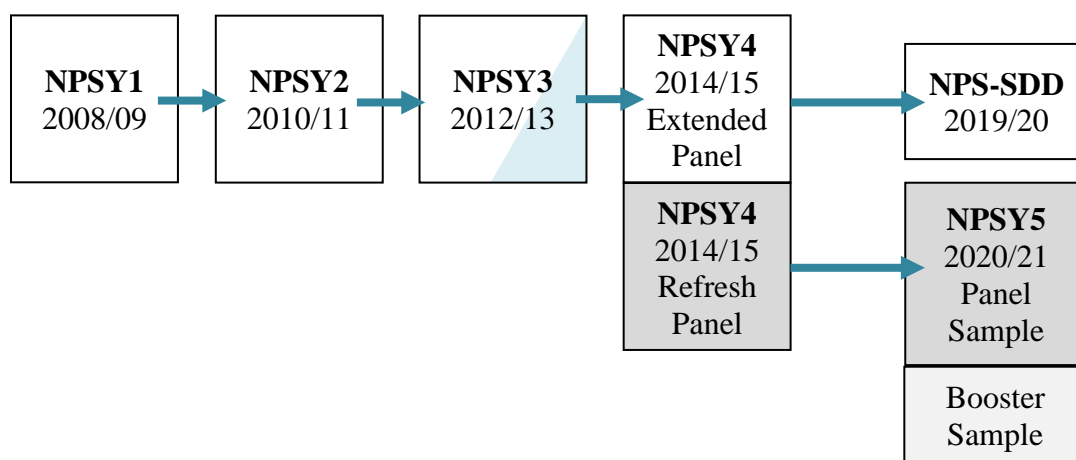 NPSY1
2008/09
NPSY2
2010/11
NPSY3
2012/13
NPSY4
2014/15
Extended
Panel
NPS-SDD
2019/20
NPSY4
2014/15
Refresh
Panel
NPSY5
2020/21
Panel
Sample
Booster
Sample